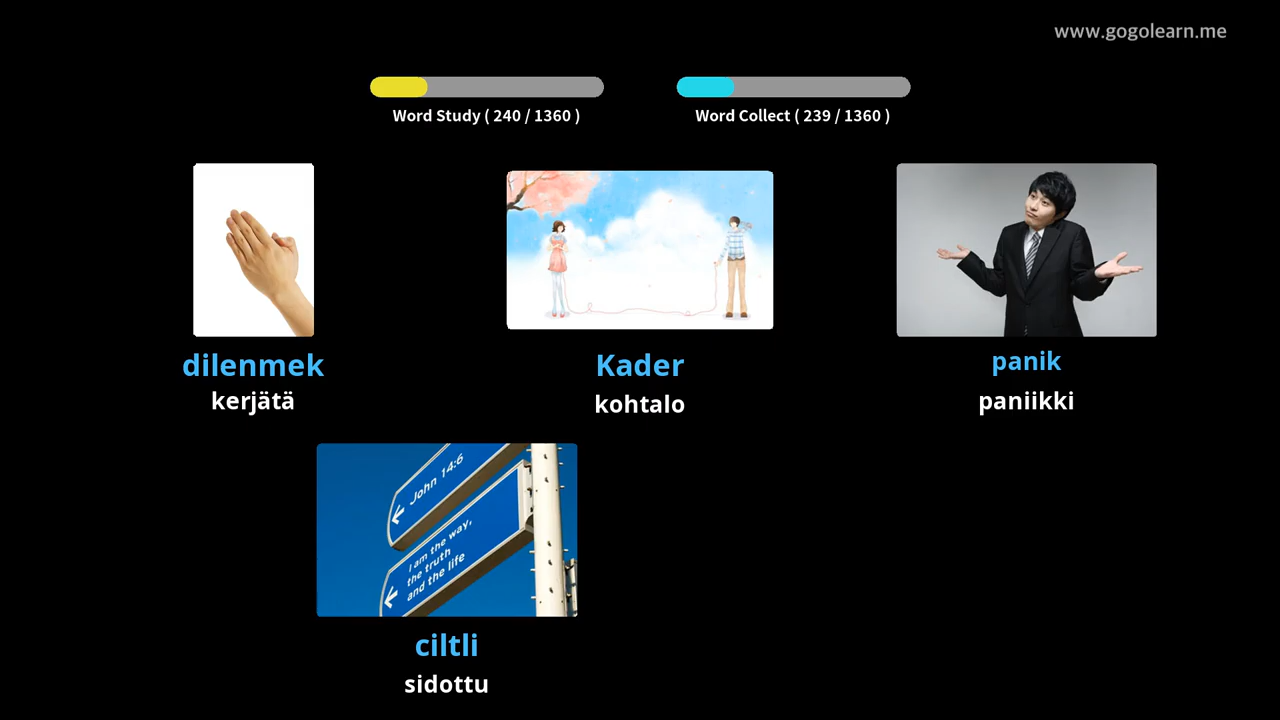 www.gogolearn.me
Word Study ( 240 / 1360 )
Word Collect ( 239 / 1360 )
dilenmek
kerjätä
Kader
kohtalo
panik
paniikki
John 14:6
I am the way,
the truth
and the life
ciltli
sidottu